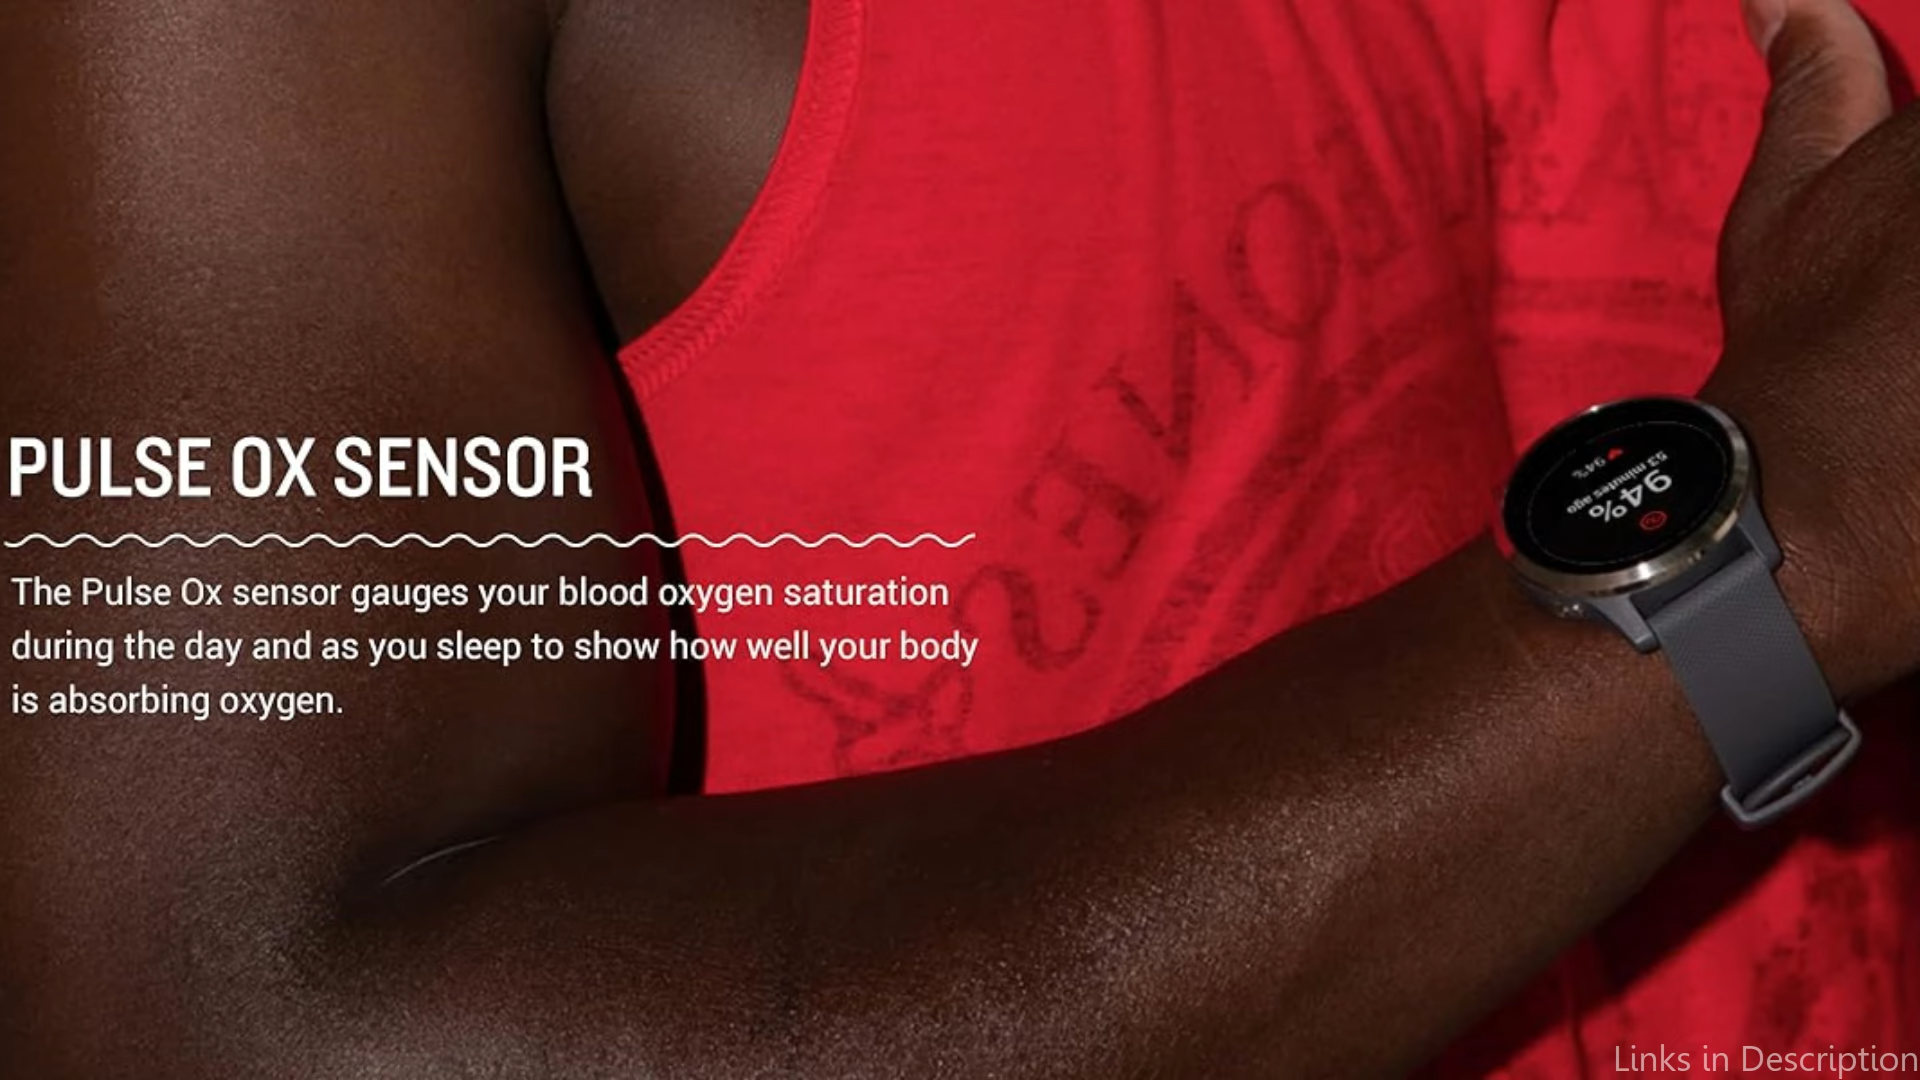 PULSE OX SENSOR
The Pulse Ox sensor gauges your blood oxygen saturation
during the day and as you sleep to show how well your body
is absorbing oxygen.
94%
53 minutes ago
94%
Links in Description